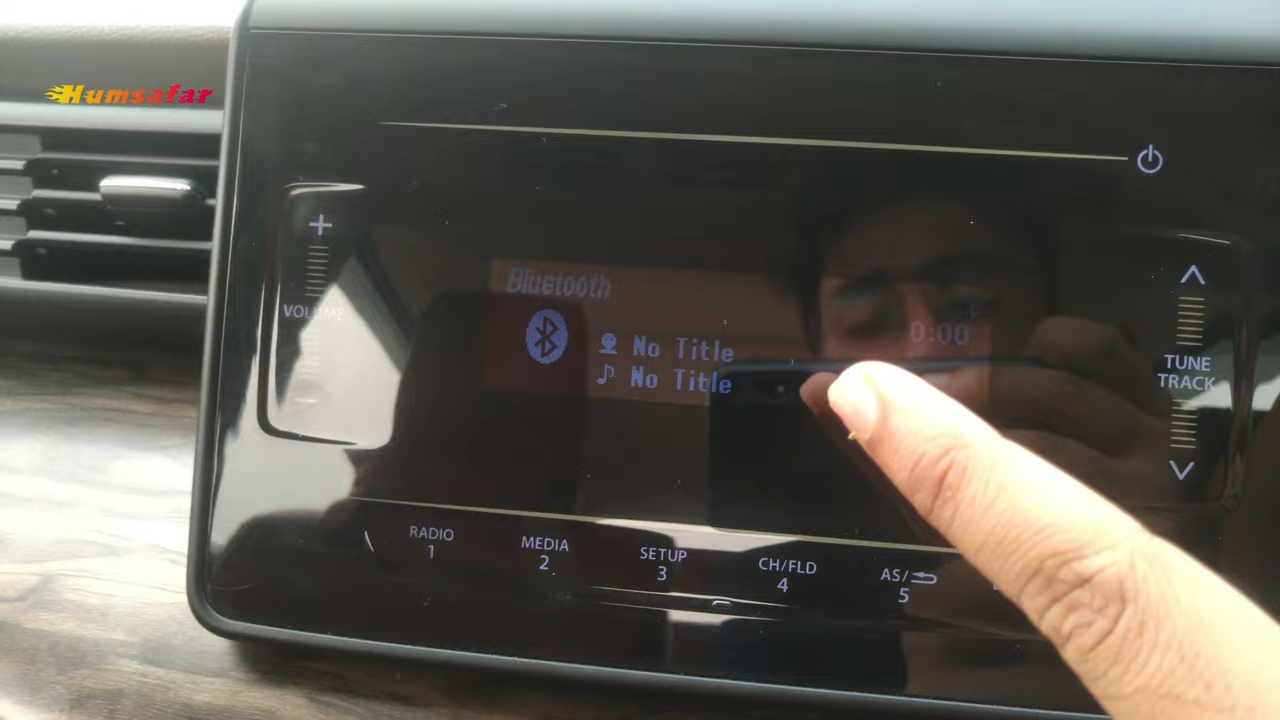 Humsafar
+
VOLUME
Bluetooth
No Title
No Title
0:00
TUNE
TRACK
RADIO
1
MEDIA
2
SETUP
3
CH/FLD
4
AS/
5